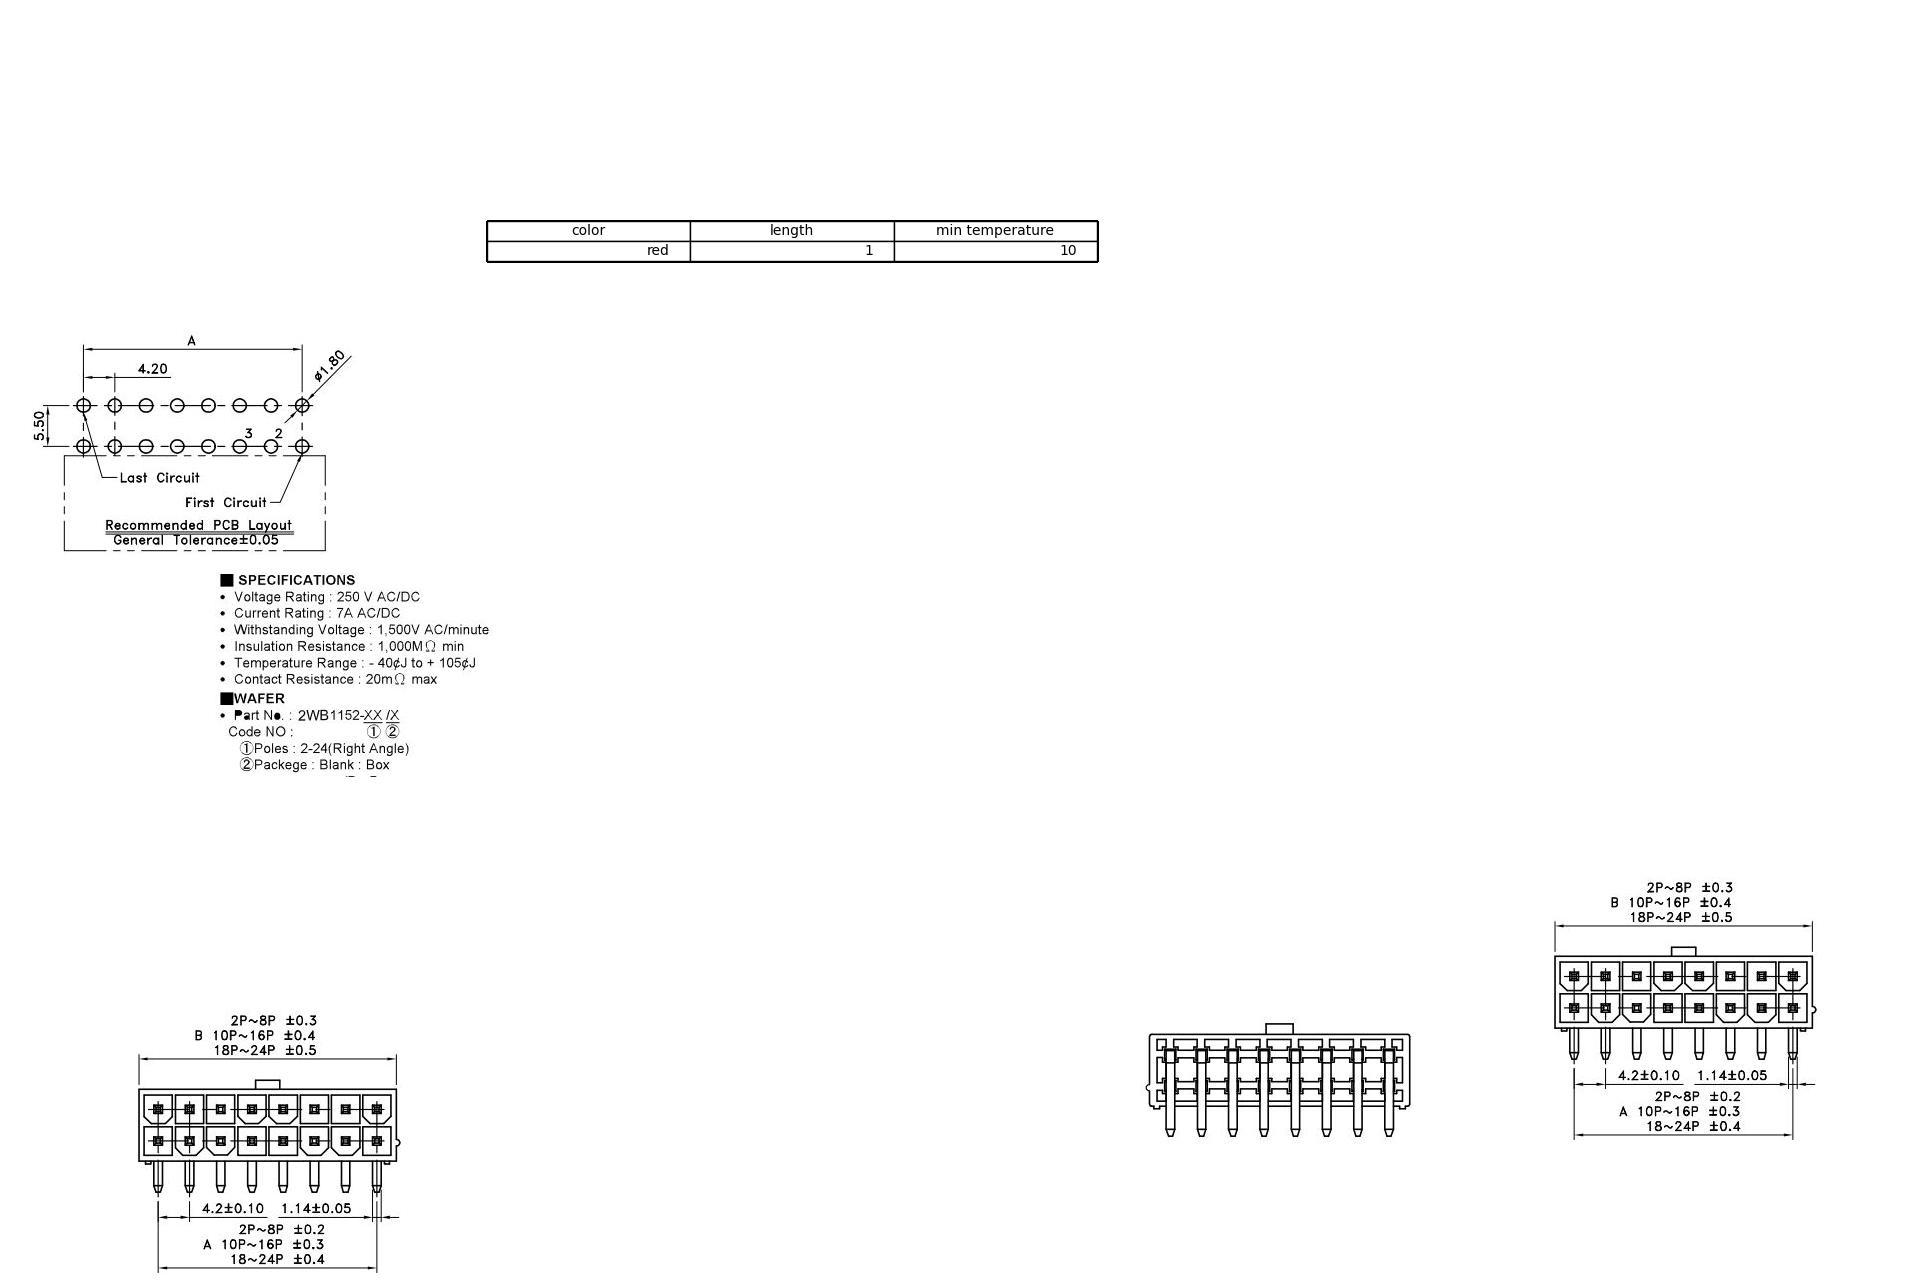 color length min temperature
red 1 10
A
4.20
ø1.80
5.50
3 2
Last Circuit
First Circuit
Recommended PCB Layout
General Tolerance±0.05
■ SPECIFICATIONS
• Voltage Rating : 250 V AC/DC
• Current Rating : 7A AC/DC
• Withstanding Voltage : 1,500V AC/minute
• Insulation Resistance : 1,000MΩ min
• Temperature Range : - 40¢J to + 105¢J
• Contact Resistance : 20mΩ max
■WAFER
• Part No. : 2WB1152-XX /X
Code NO : ① ②
①Poles : 2-24(Right Angle)
②Packege : Blank : Box
2P~8P ±0.3
B 10P~16P ±0.4
18P~24P ±0.5
4.2±0.10 1.14±0.05
2P~8P ±0.2
A 10P~16P ±0.3
18~24P ±0.4
2P~8P ±0.3
B 10P~16P ±0.4
18P~24P ±0.5
4.2±0.10 1.14±0.05
2P~8P ±0.2
A 10P~16P ±0.3
18~24P ±0.4